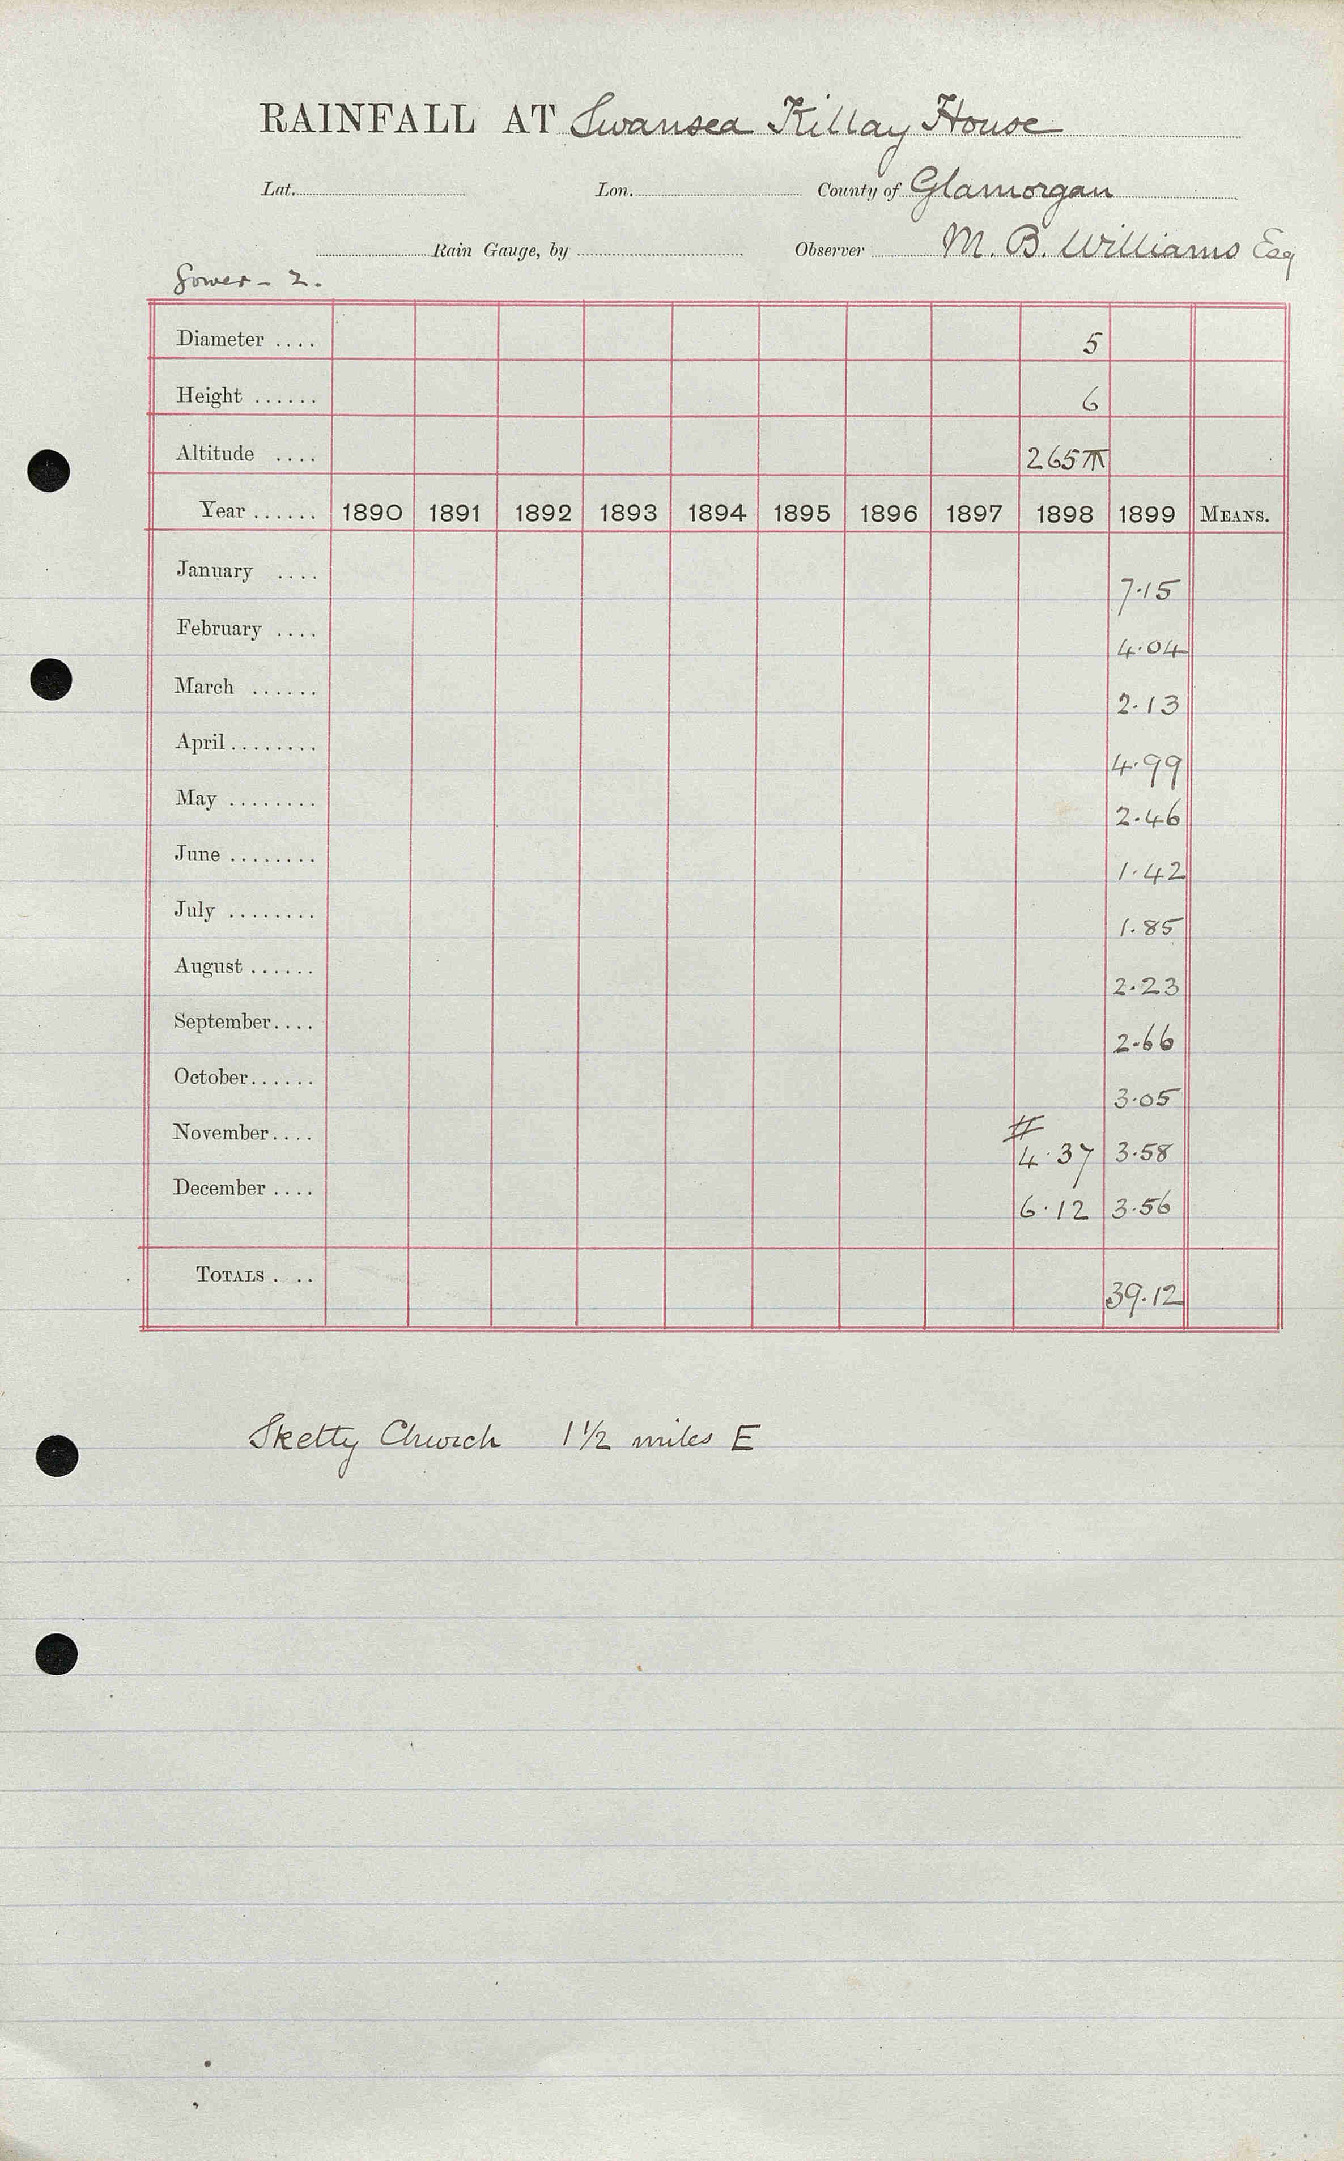 RAINFALL AT Swansea Killay House
Lat. Lon. County of Glamorgan
Rain Gauge, by Observer M. B. Williams Esq
Gower - 2.
Diameter .... 5
Height ...... 6
Altitude .... 265 ft
Year ...... 1890 1891 1892 1893 1894 1895 1896 1897 1898 1899 MEANS.
January .... 7.15
February .... 4.04
March ...... 2.13
April ........ 4.99
May ........ 2.46
June ........ 1.42
July ........ 1.85
August ...... 2.23
September.... 2.66
October...... 3.05
November.... # 4.37 3.58
December .... 6.12 3.56
TOTALS . .. 39.12
Sketty Church 1 1/2 miles E